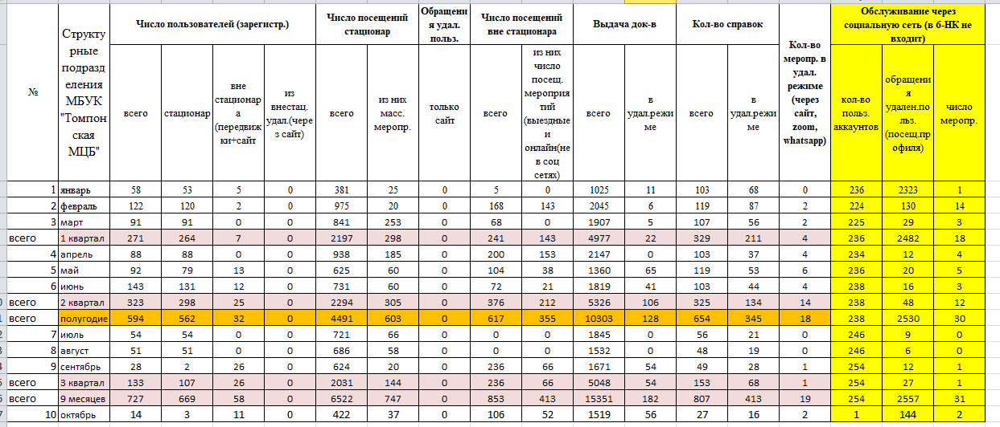 Число пользователей (зарегистр.) Число посещений стационар Обращения удал. польз. Число посещений вне стационара Выдача док-в Кол-во справок Обслуживание через социальную сеть (в 6-НК не входит)
№ Структурные подразделения МБУК "Томпонская МЦБ" всего стационар вне стационара (передвижки+сайт из внестац. удал.(через сайт) всего из них масс. меропр. только сайт всего из них число посещ. мероприятий (выездные и онлайн(не в соц сетях) всего в удал.режиме всего в удал.режиме Кол-во меропр. в удал. режиме (через сайт, zoom, whatsapp) кол-во польз. аккаунтов обращения удален.польз. (посещ.профиля) число меропр.
1 январь 58 53 5 0 381 25 0 5 0 1025 11 103 68 0 236 2323 1
2 февраль 122 120 2 0 975 20 0 168 143 2045 6 119 87 2 224 130 14
3 март 91 91 0 0 841 253 0 68 0 1907 5 107 56 2 225 29 3
всего 1 квартал 271 264 7 0 2197 298 0 241 143 4977 22 329 211 4 236 2482 18
4 апрель 88 88 0 0 938 185 0 200 153 2147 0 103 37 4 234 12 4
5 май 92 79 13 0 625 60 0 104 38 1360 65 119 53 6 236 20 5
6 июнь 143 131 12 0 731 60 0 72 21 1819 41 103 44 4 238 16 3
всего 2 квартал 323 298 25 0 2294 305 0 376 212 5326 106 325 134 14 238 48 12
всего полугодие 594 562 32 0 4491 603 0 617 355 10303 128 654 345 18 238 2530 30
7 июль 54 54 0 0 721 66 0 0 0 1845 0 56 21 0 246 9 0
8 август 51 51 0 0 686 58 0 0 0 1532 0 48 19 0 246 6 0
9 сентябрь 28 2 26 0 624 20 0 236 66 1671 54 49 28 1 254 12 1
всего 3 квартал 133 107 26 0 2031 144 0 236 66 5048 54 153 68 1 254 27 1
всего 9 месяцев 727 669 58 0 6522 747 0 853 413 15351 182 807 413 19 254 2557 31
10 октябрь 14 3 11 0 422 37 0 106 52 1519 56 27 16 2 1 144 2